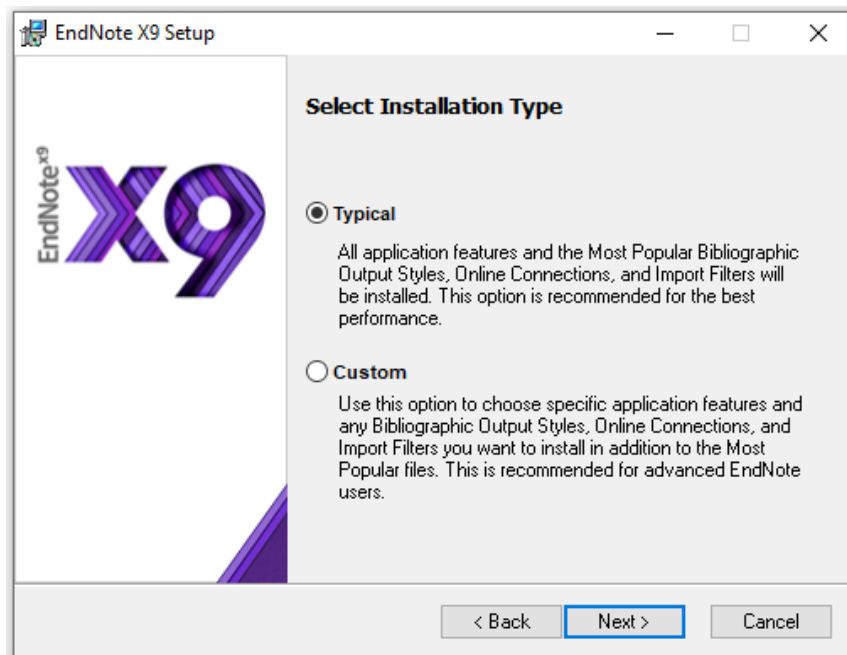 EndNote X9 Setup
EndNote x9
X9
Select Installation Type
Typical
All application features and the Most Popular Bibliographic
Output Styles, Online Connections, and Import Filters will
be installed. This option is recommended for the best
performance.
Custom
Use this option to choose specific application features and
any Bibliographic Output Styles, Online Connections, and
Import Filters you want to install in addition to the Most
Popular files. This is recommended for advanced EndNote
users.
< Back
Next >
Cancel